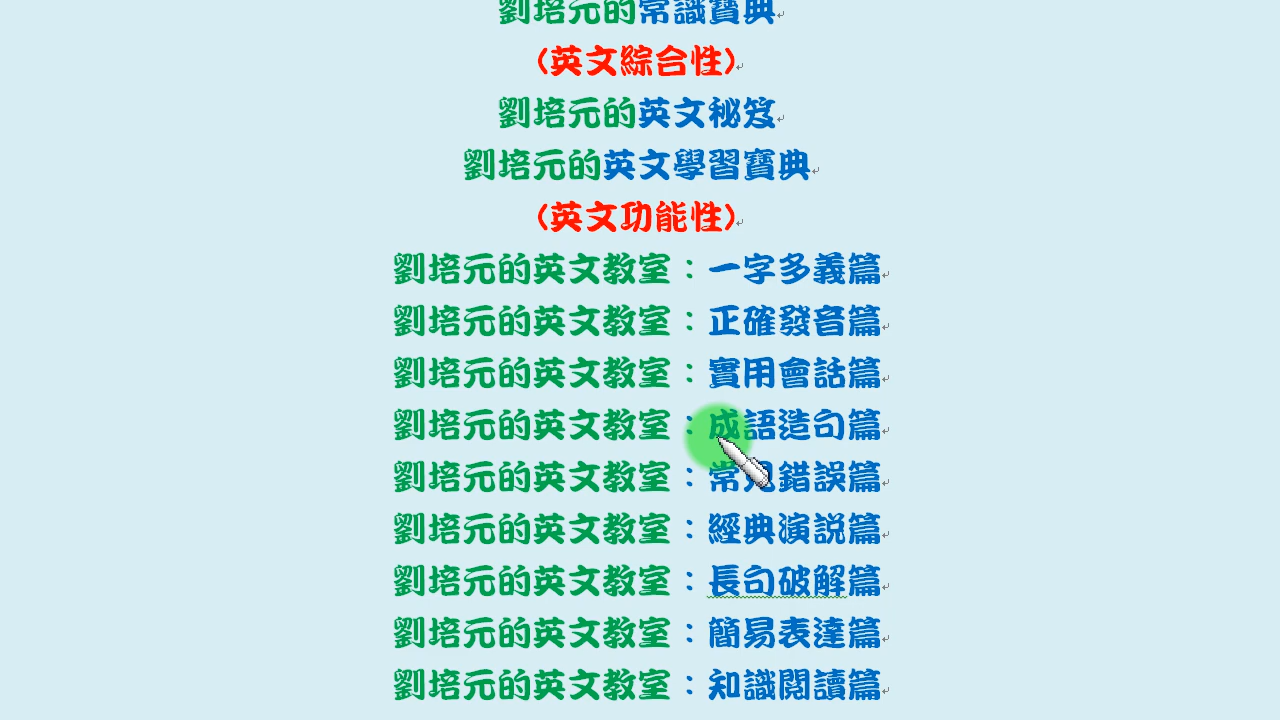 劉培元的常識寶典
(英文綜合性)
劉培元的英文秘笈
劉培元的英文學習寶典
(英文功能性)
劉培元的英文教室：一字多義篇
劉培元的英文教室：正確發音篇
劉培元的英文教室：實用會話篇
劉培元的英文教室：成語造句篇
劉培元的英文教室：常見錯誤篇
劉培元的英文教室：經典演說篇
劉培元的英文教室：長句破解篇
劉培元的英文教室：簡易表達篇
劉培元的英文教室：知識閱讀篇